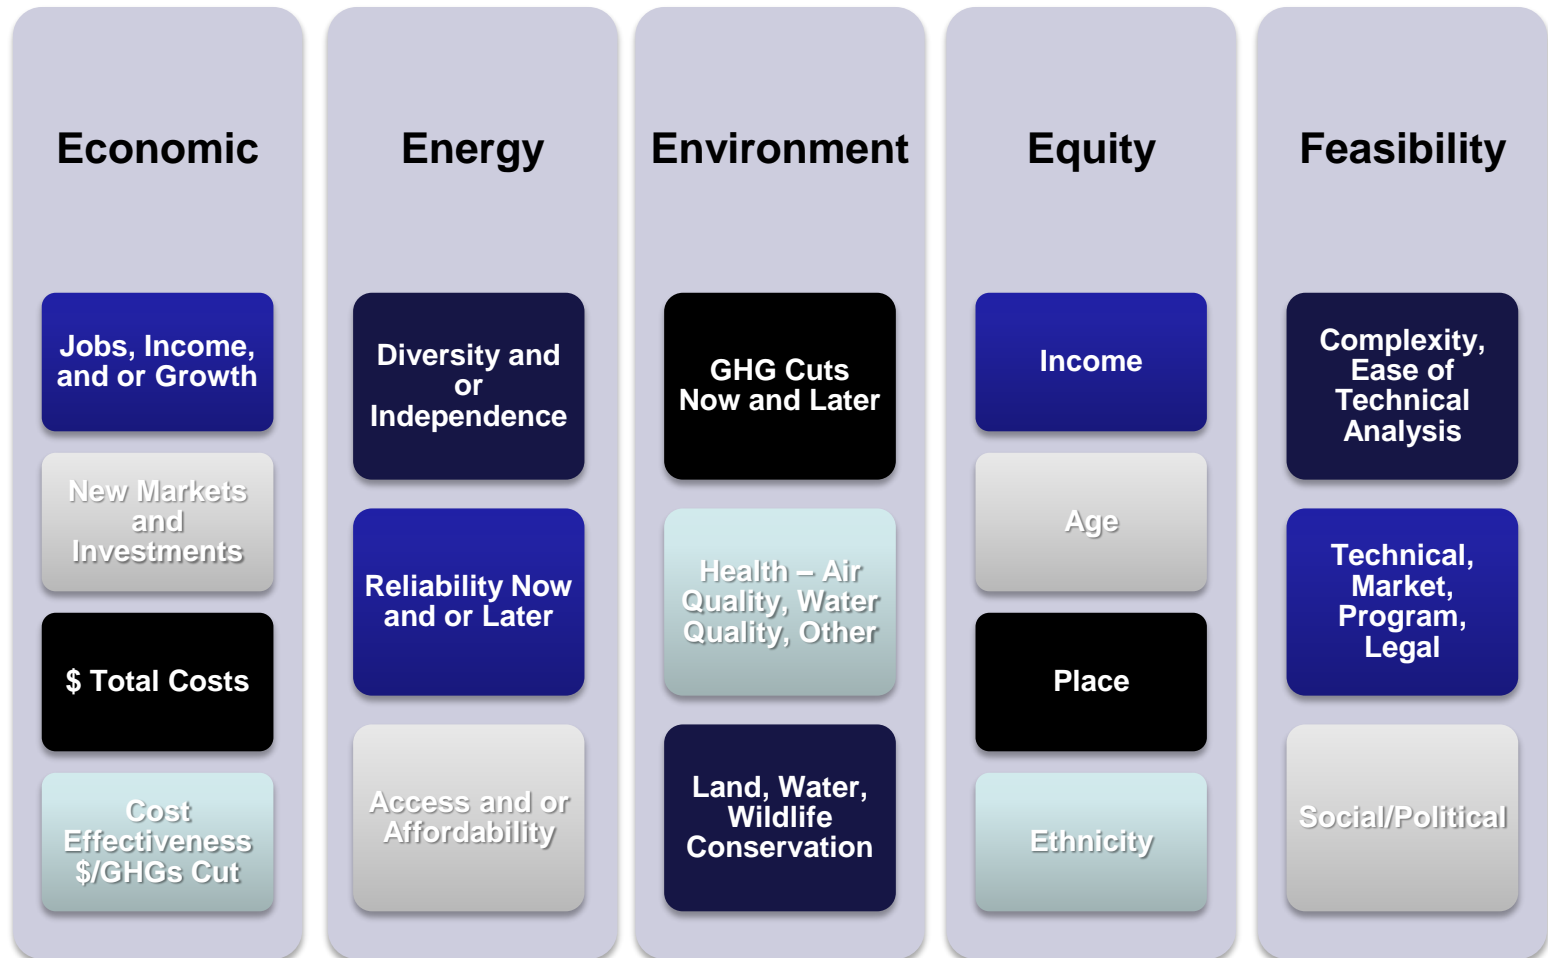 Economic
Jobs, Income,
and or Growth
New Markets
and
Investments
$ Total Costs
Cost
Effectiveness
$/GHGs Cut
Energy
Diversity and
or
Independence
Reliability Now
and or Later
Access and or
Affordability
Environment
GHG Cuts
Now and Later
Health – Air
Quality, Water
Quality, Other
Land, Water,
Wildlife
Conservation
Equity
Income
Age
Place
Ethnicity
Feasibility
Complexity,
Ease of
Technical
Analysis
Technical,
Market,
Program,
Legal
Social/Political